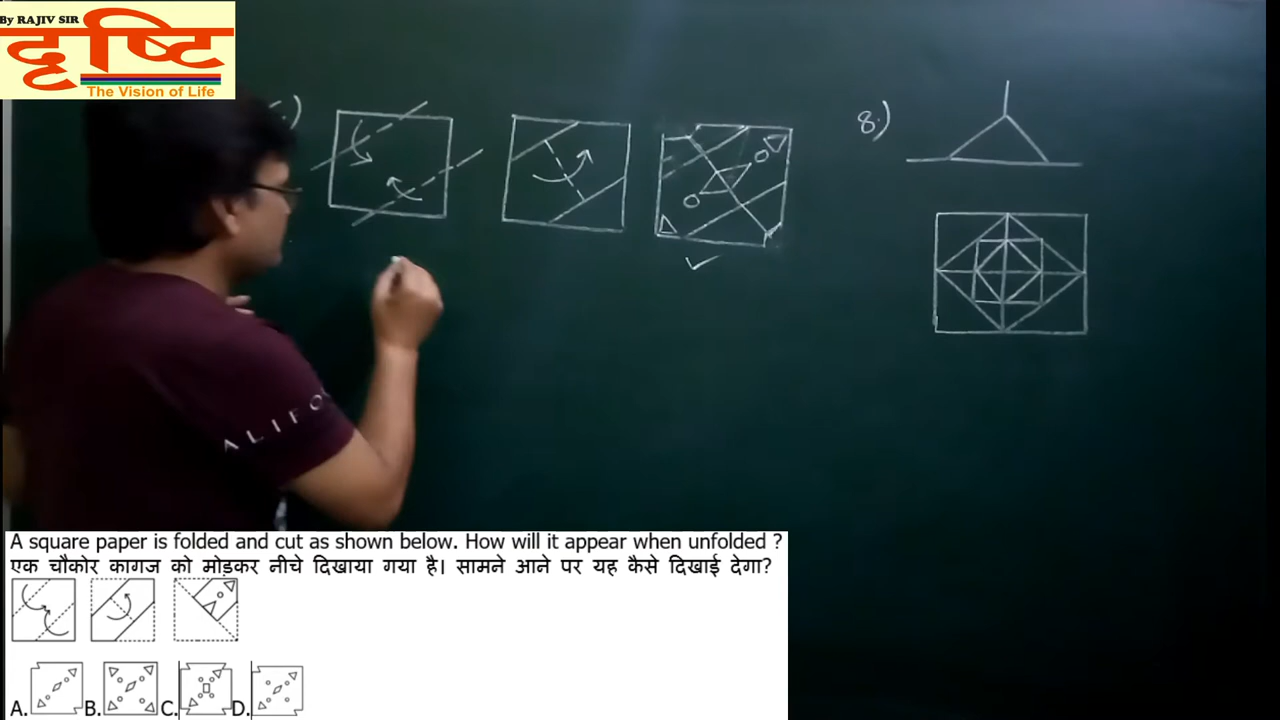 By RAJIV SIR
दृष्टि
The Vision of Life
8.)
ALIFO
A square paper is folded and cut as shown below. How will it appear when unfolded ?
एक चौकोर कागज को मोड़कर नीचे दिखाया गया है। सामने आने पर यह कैसे दिखाई देगा?
A. B. C. D.